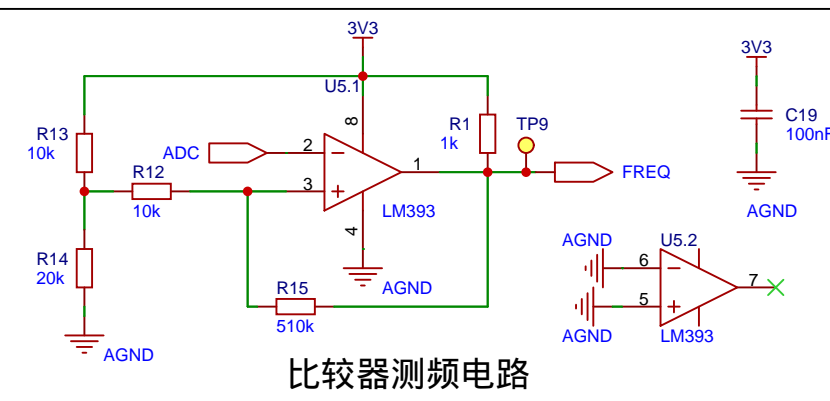 3V3
3V3
U5.1
8
R13
10k
ADC
2
R1
1k
TP9
C19
100nF
R12
10k
3
1
FREQ
LM393
AGND
4
R14
20k
AGND
U5.2
6
7
5
R15
510k
AGND
AGND
LM393
AGND
比较器测频电路